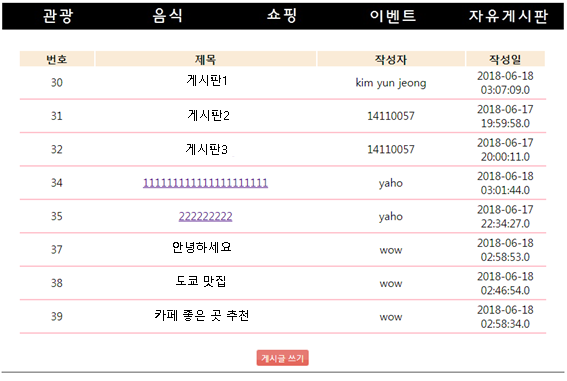 관광 음식 쇼핑 이벤트 자유게시판
번호 제목 작성자 작성일
30 게시판1 kim yun jeong 2018-06-18 03:07:09.0
31 게시판2 14110057 2018-06-17 19:59:58.0
32 게시판3 14110057 2018-06-17 20:00:11.0
34 111111111111111111111 yaho 2018-06-18 03:01:44.0
35 222222222 yaho 2018-06-17 22:34:27.0
37 안녕하세요 wow 2018-06-18 02:58:53.0
38 도쿄 맛집 wow 2018-06-18 02:46:54.0
39 카페 좋은 곳 추천 wow 2018-06-18 02:58:34.0
게시글 쓰기